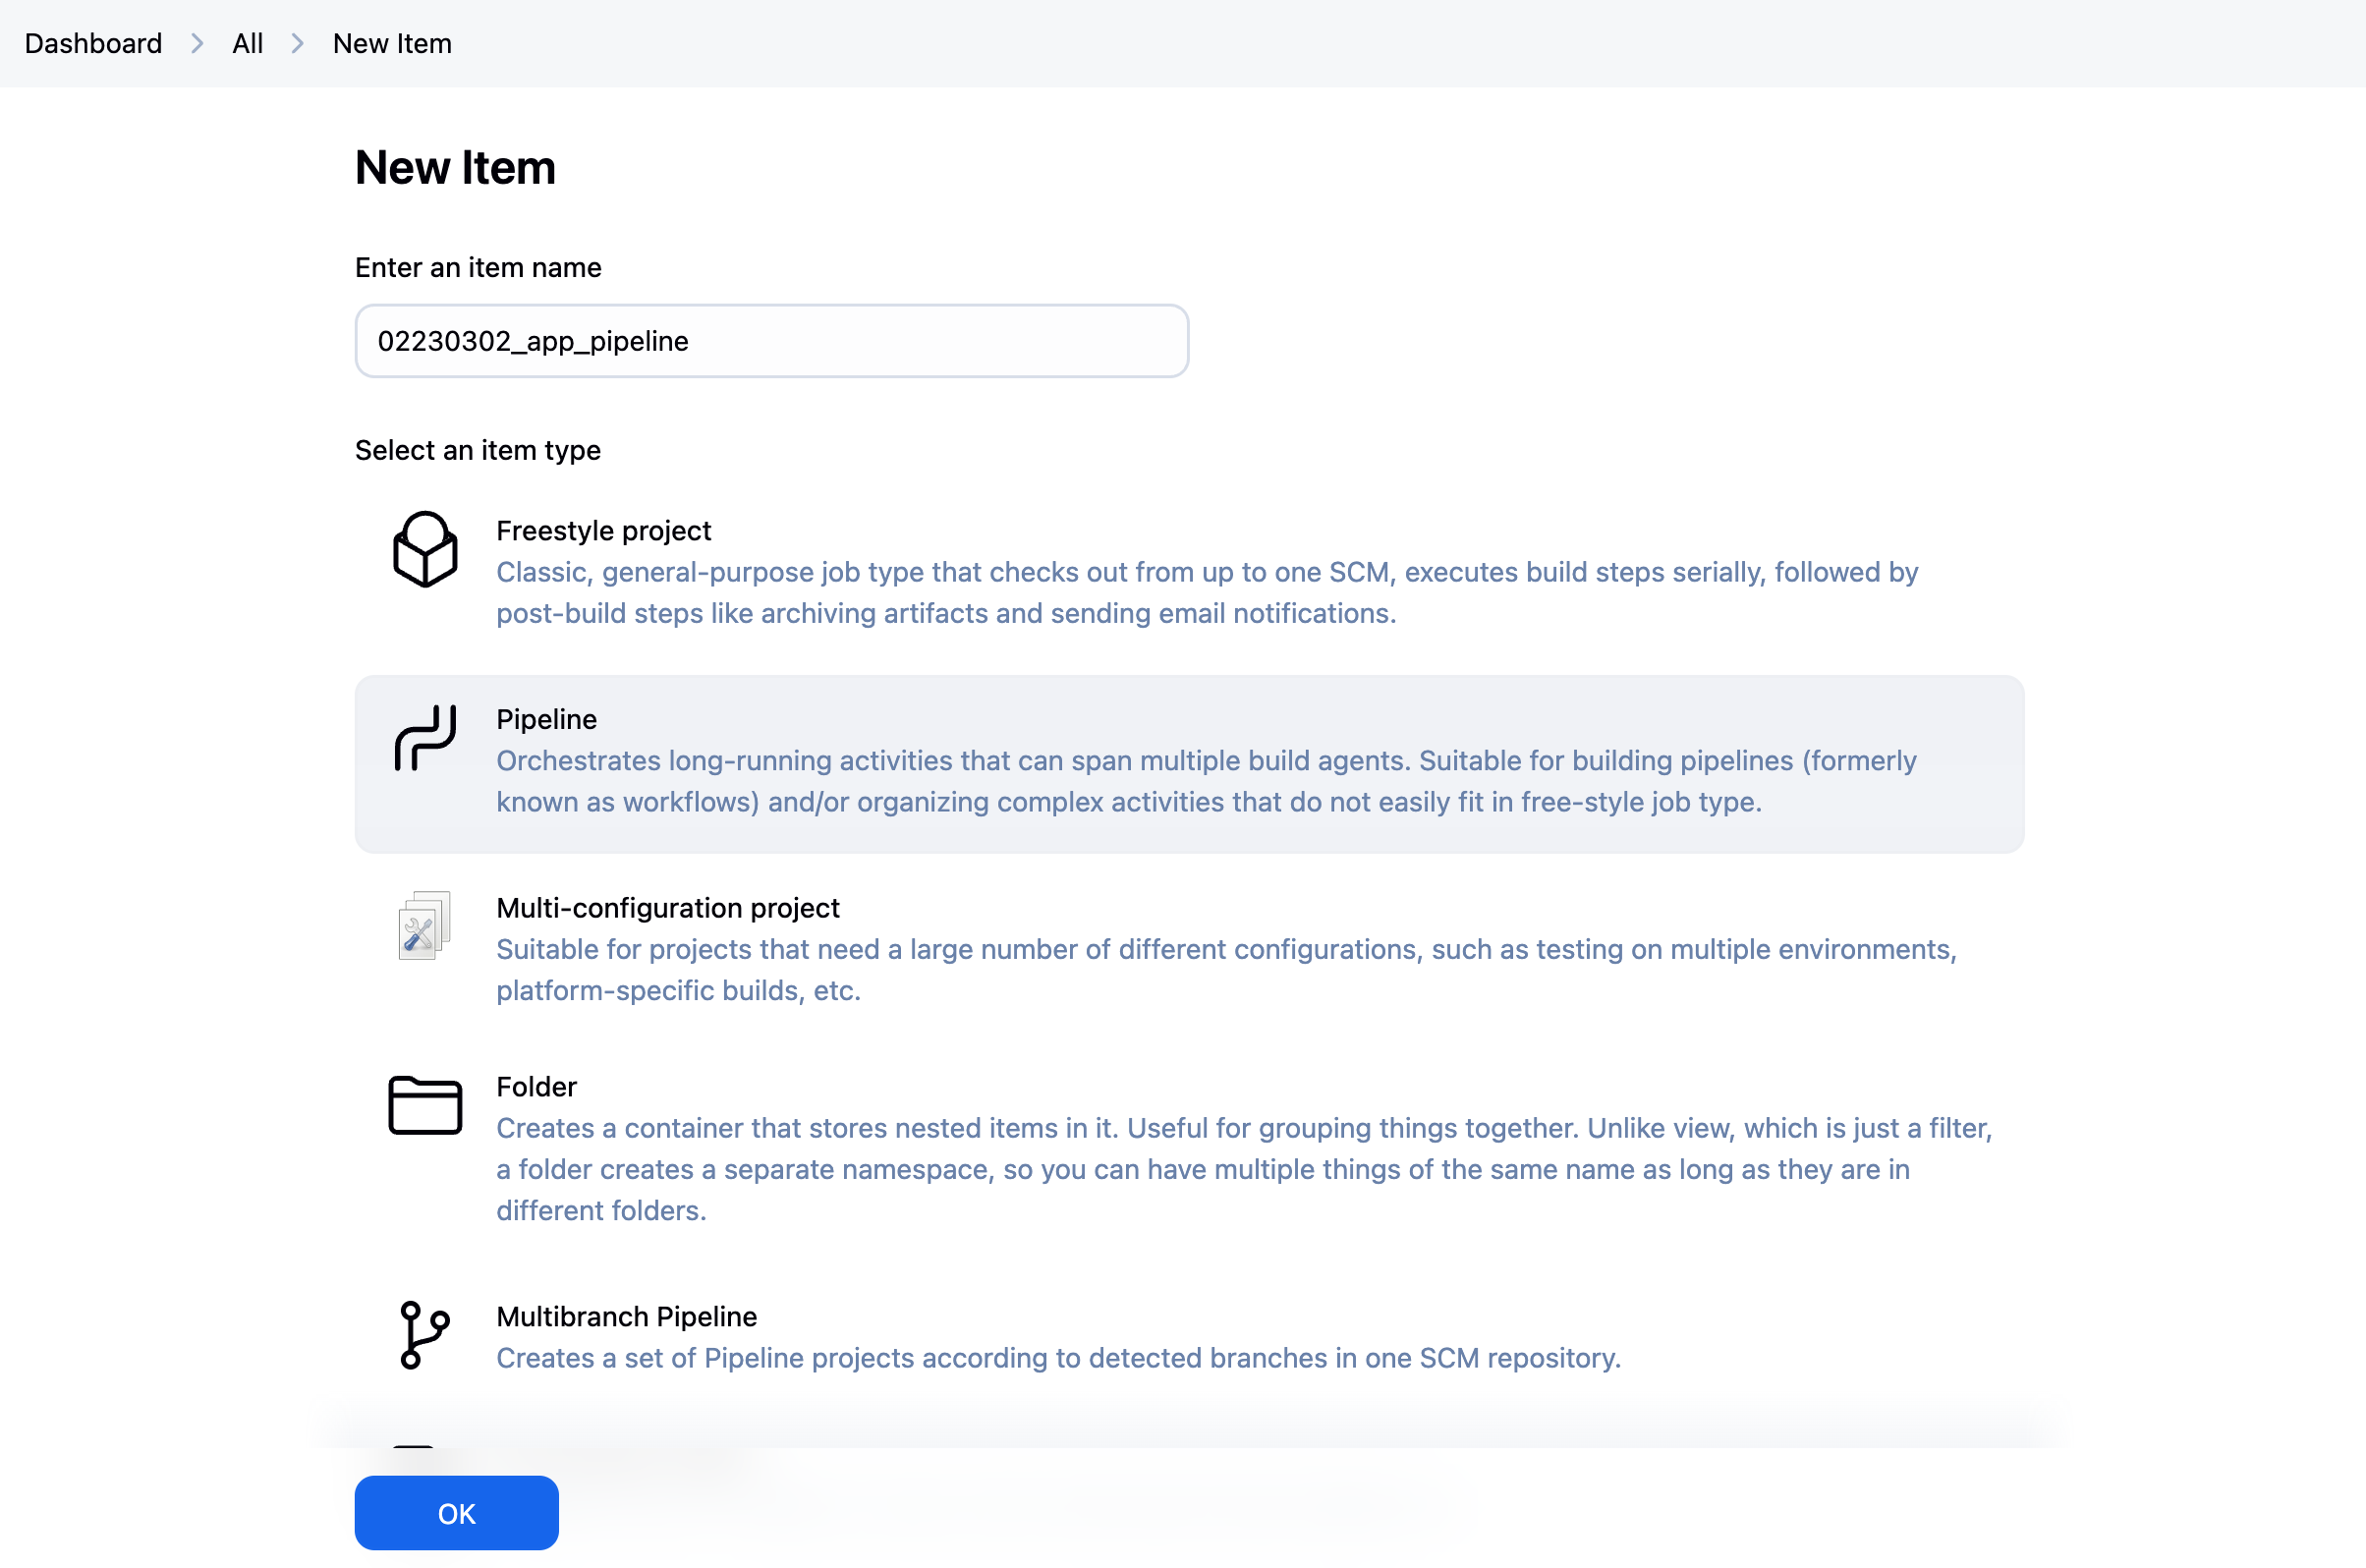 Dashboard > All > New Item
New Item
Enter an item name
02230302_app_pipeline
Select an item type
Freestyle project
Classic, general-purpose job type that checks out from up to one SCM, executes build steps serially, followed by
post-build steps like archiving artifacts and sending email notifications.
Pipeline
Orchestrates long-running activities that can span multiple build agents. Suitable for building pipelines (formerly
known as workflows) and/or organizing complex activities that do not easily fit in free-style job type.
Multi-configuration project
Suitable for projects that need a large number of different configurations, such as testing on multiple environments,
platform-specific builds, etc.
Folder
Creates a container that stores nested items in it. Useful for grouping things together. Unlike view, which is just a filter,
a folder creates a separate namespace, so you can have multiple things of the same name as long as they are in
different folders.
Multibranch Pipeline
Creates a set of Pipeline projects according to detected branches in one SCM repository.
OK